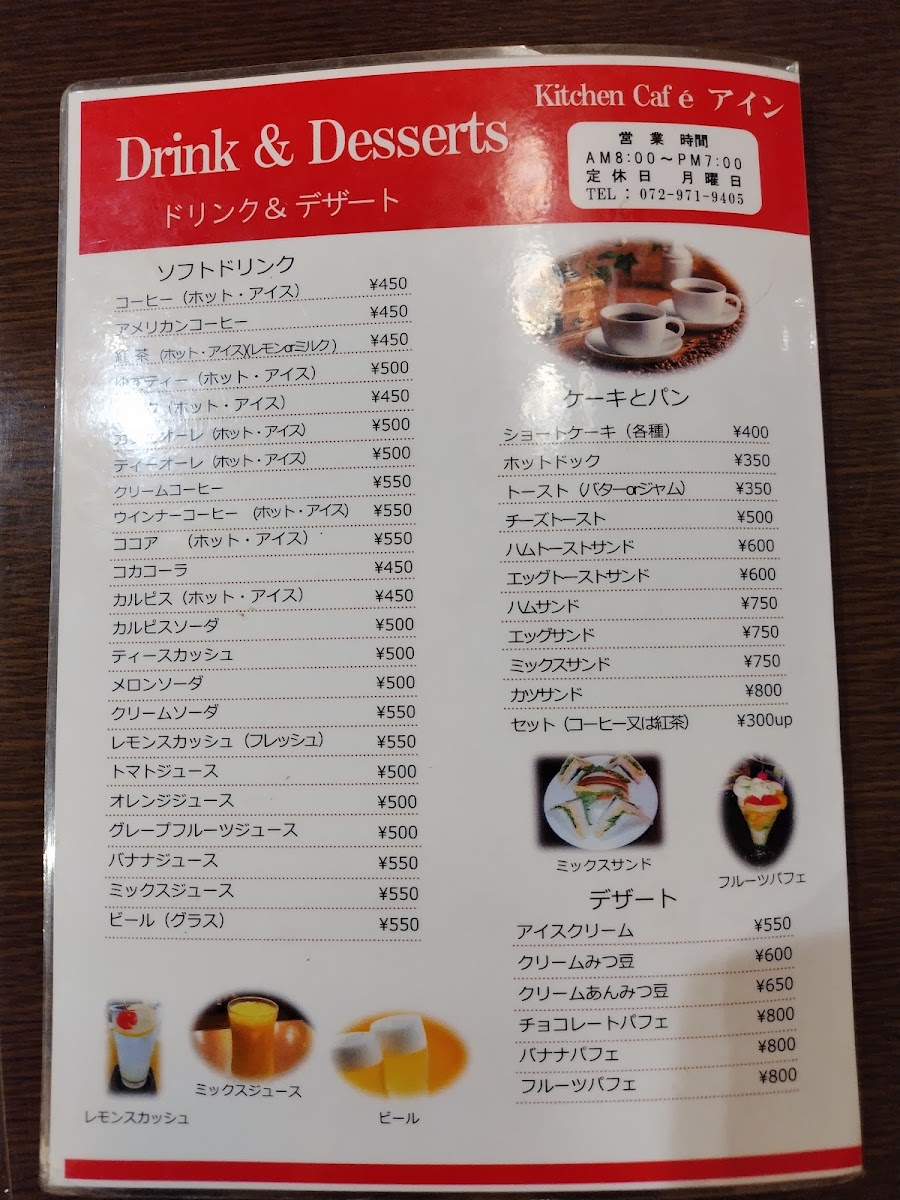 Kitchen Café アイン
Drink & Desserts
ドリンク& デザート
営業時間
AM8:00～PM7:00
定休日 月曜日
TEL : 072-971-9405
ソフトドリンク
コーヒー（ホット・アイス） ¥450
アメリカンコーヒー ¥450
紅茶 (ホット・アイス)(レモンorミルク) ¥450
ゆずティー（ホット・アイス） ¥500
（ホット・アイス） ¥450
オーレ（ホット・アイス） ¥500
ティーオーレ（ホット・アイス） ¥500
クリームコーヒー ¥550
ウインナーコーヒー （ホット・アイス） ¥550
ココア （ホット・アイス） ¥550
コカコーラ ¥450
カルピス（ホット・アイス） ¥450
カルピスソーダ ¥500
ティースカッシュ ¥500
メロンソーダ ¥500
クリームソーダ ¥550
レモンスカッシュ（フレッシュ） ¥550
トマトジュース ¥500
オレンジジュース ¥500
グレープフルーツジュース ¥500
バナナジュース ¥550
ミックスジュース ¥550
ビール（グラス） ¥550
レモンスカッシュ
ミックスジュース
ビール
ケーキとパン
ショートケーキ（各種） ¥400
ホットドック ¥350
トースト（バターorジャム） ¥350
チーズトースト ¥500
ハムトーストサンド ¥600
エッグトーストサンド ¥600
ハムサンド ¥750
エッグサンド ¥750
ミックスサンド ¥750
カツサンド ¥800
セット（コーヒー又は紅茶） ¥300up
ミックスサンド
フルーツパフェ
デザート
アイスクリーム ¥550
クリームみつ豆 ¥600
クリームあんみつ豆 ¥650
チョコレートパフェ ¥800
バナナパフェ ¥800
フルーツパフェ ¥800